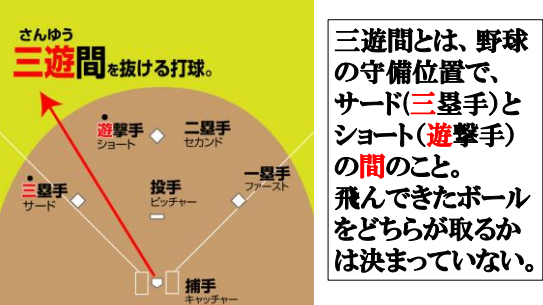 さんゆう
三遊間を抜ける打球。
遊撃手
ショート
二塁手
セカンド
三塁手
サード
投手
ピッチャー
一塁手
ファースト
捕手
キャッチャー
三遊間とは、野球
の守備位置で、
サード(三塁手)と
ショート(遊撃手)
の間のこと。
飛んできたボール
をどちらが取るか
は決まっていない。